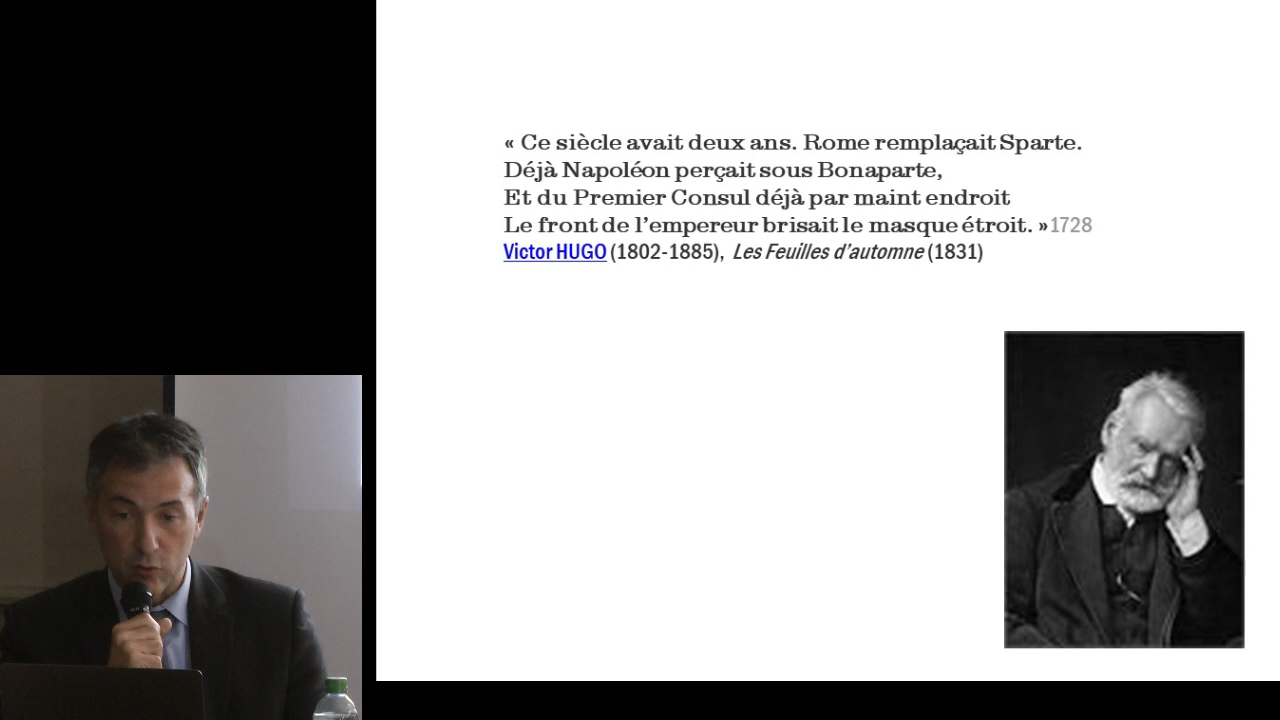 « Ce siècle avait deux ans. Rome remplaçait Sparte.
Déjà Napoléon perçait sous Bonaparte,
Et du Premier Consul déjà par maint endroit
Le front de l’empereur brisait le masque étroit. »1728
Victor HUGO (1802-1885), Les Feuilles d’automne (1831)